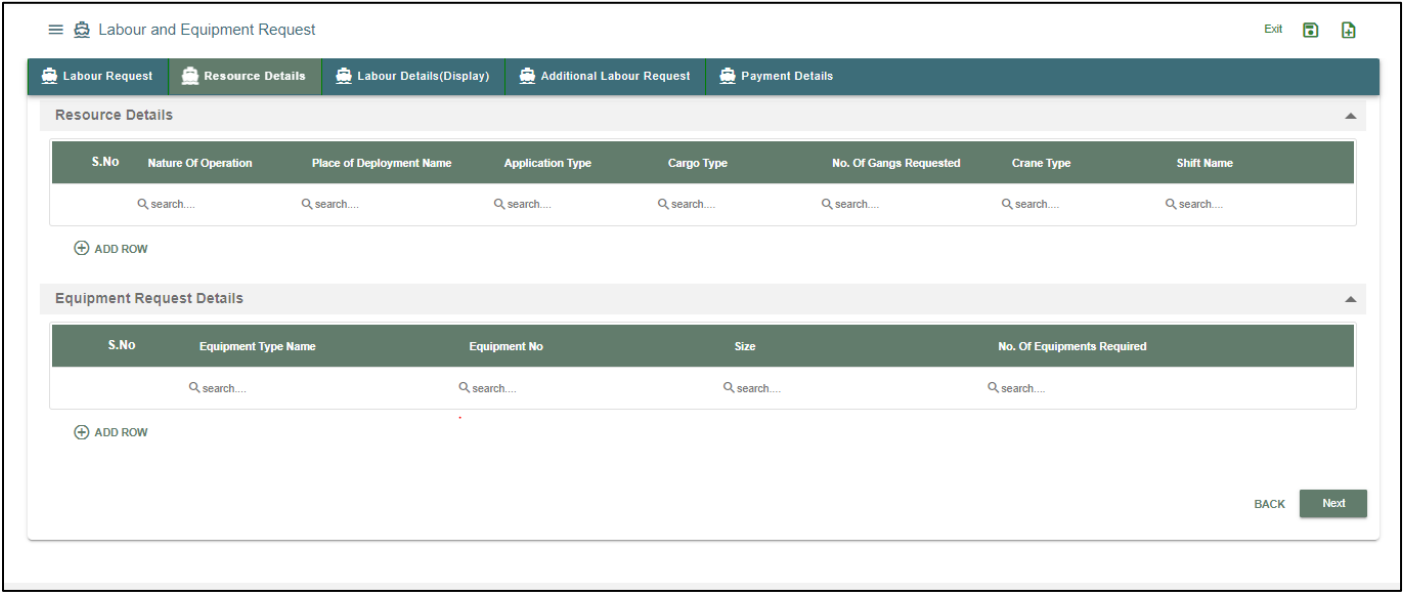 Labour and Equipment Request Exit
Labour Request Resource Details Labour Details(Display) Additional Labour Request Payment Details
Resource Details
S.No Nature Of Operation Place of Deployment Name Application Type Cargo Type No. Of Gangs Requested Crane Type Shift Name
search.... search.... search.... search.... search.... search.... search....
ADD ROW
Equipment Request Details
S.No Equipment Type Name Equipment No Size No. Of Equipments Required
search.... search.... search.... search....
ADD ROW
BACK Next